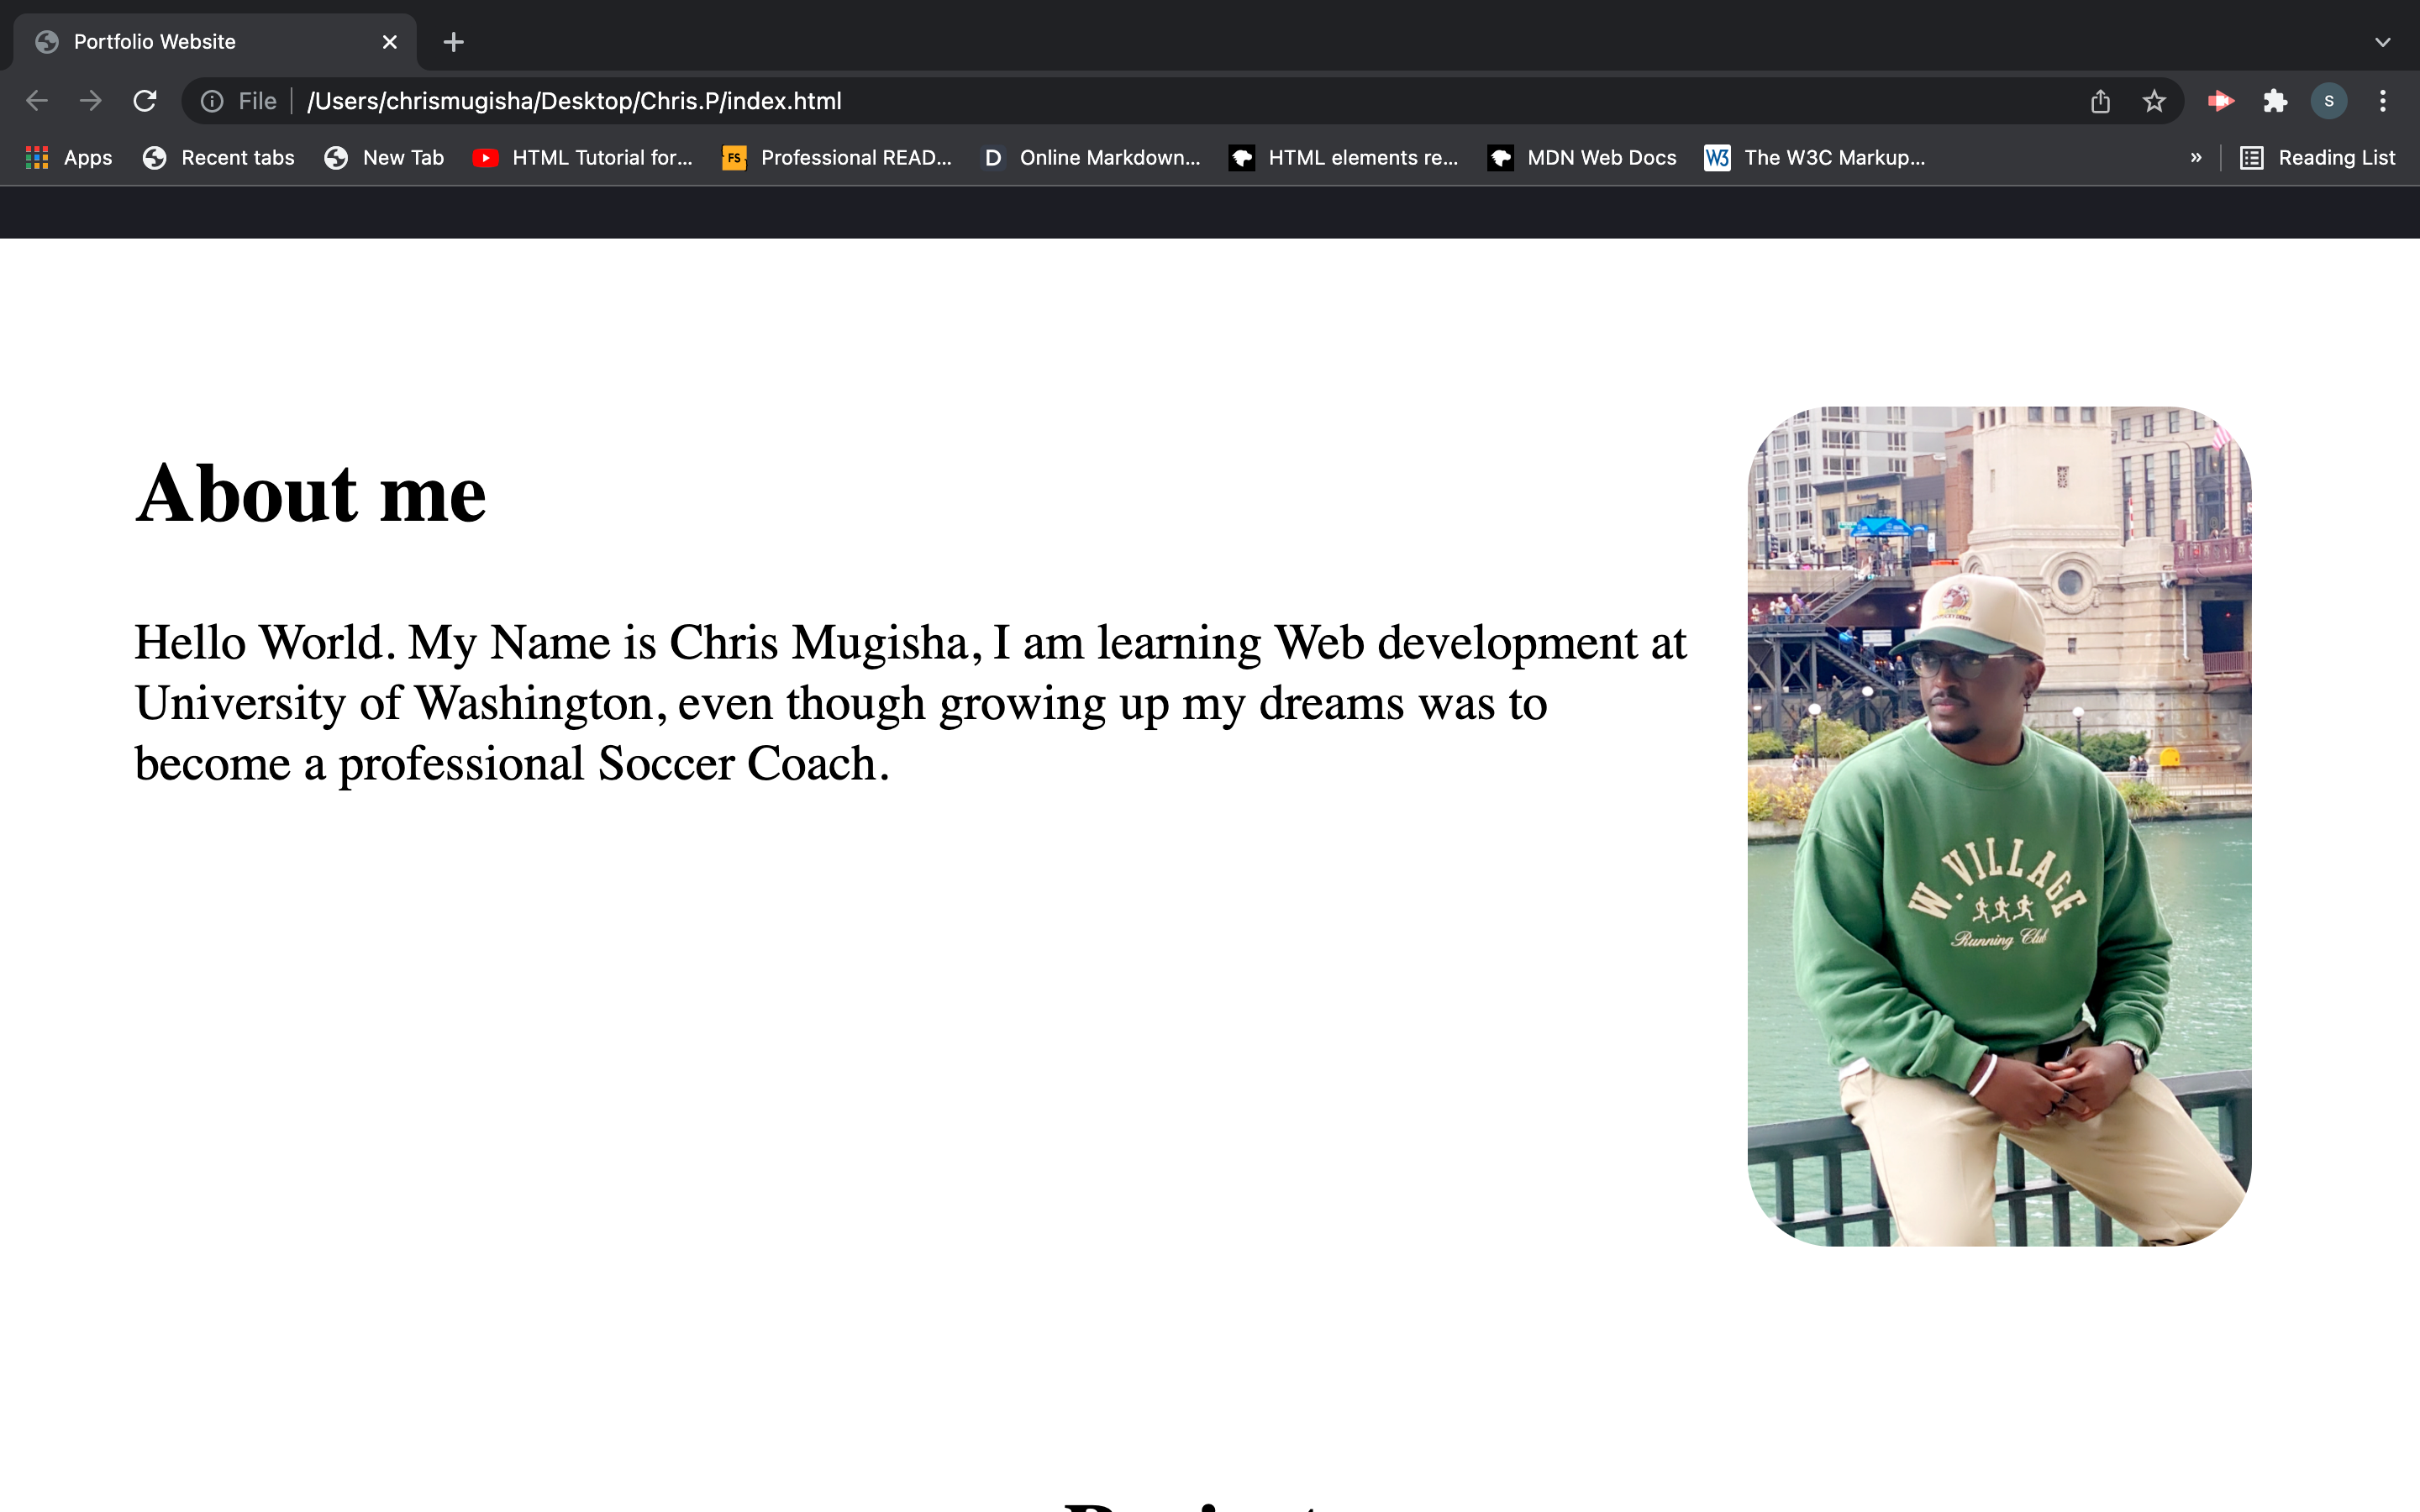 Portfolio Website
File
/Users/chrismugisha/Desktop/Chris.P/index.html
S
Apps
Recent tabs
New Tab
HTML Tutorial for...
FS
Professional READ...
D
Online Markdown...
HTML elements re...
MDN Web Docs
W3
The W3C Markup...
»
Reading List
About me
Hello World. My Name is Chris Mugisha, I am learning Web development at
University of Washington, even though growing up my dreams was to
become a professional Soccer Coach.
W.VILLAGE
Running Club